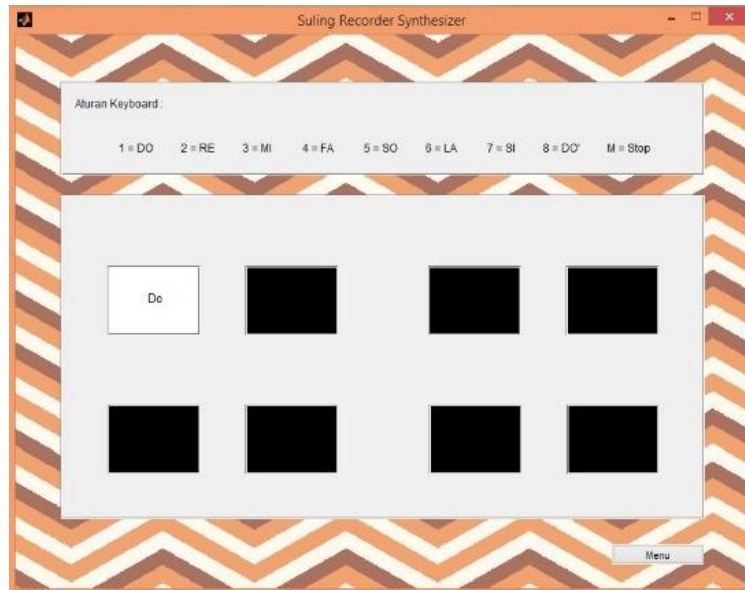 Suling Recorder Synthesizer
Aturan Keyboard :
1 = DO 2 = RE 3 = MI 4 = FA 5 = SO 6 = LA 7 = SI 8 = DO' M = Stop
Do
Menu